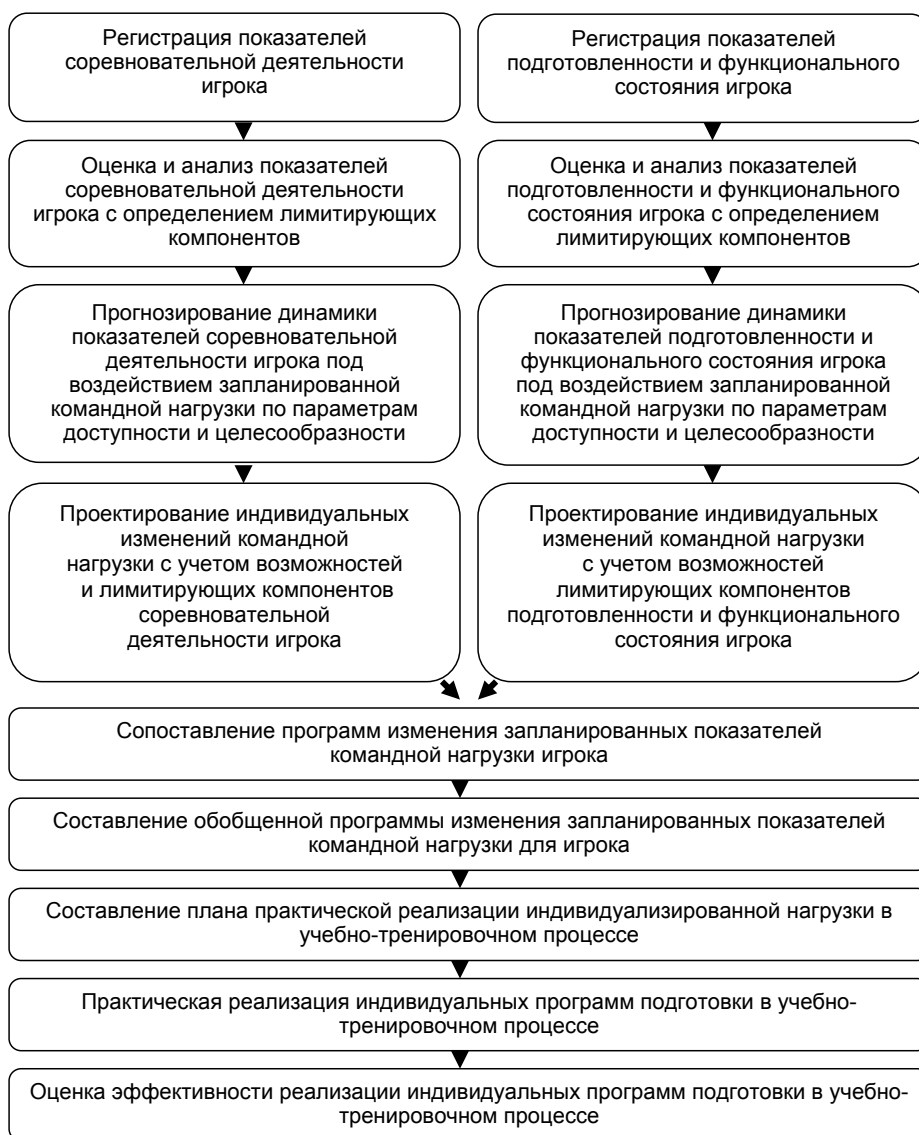 Регистрация показателей
соревновательной деятельности
игрока
Регистрация показателей
подготовленности и функционального
состояния игрока
Оценка и анализ показателей
соревновательной деятельности
игрока с определением лимитирующих
компонентов
Оценка и анализ показателей
подготовленности и функционального
состояния игрока с определением
лимитирующих компонентов
Прогнозирование динамики
показателей соревновательной
деятельности игрока под
воздействием запланированной
командной нагрузки по параметрам
доступности и целесообразности
Прогнозирование динамики
показателей подготовленности и
функционального состояния игрока
под воздействием запланированной
командной нагрузки по параметрам
доступности и целесообразности
Проектирование индивидуальных
изменений командной
нагрузки с учетом возможностей
и лимитирующих компонентов
соревновательной
деятельности игрока
Проектирование индивидуальных
изменений командной нагрузки
с учетом возможностей
лимитирующих компонентов
подготовленности и функционального
состояния игрока
Сопоставление программ изменения запланированных показателей
командной нагрузки игрока
Составление обобщенной программы изменения запланированных показателей
командной нагрузки для игрока
Составление плана практической реализации индивидуализированной нагрузки в
учебно-тренировочном процессе
Практическая реализация индивидуальных программ подготовки в учебно-
тренировочном процессе
Оценка эффективности реализации индивидуальных программ подготовки в учебно-
тренировочном процессе